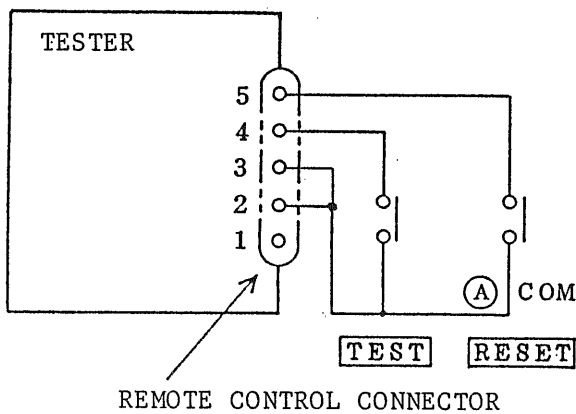 TESTER
5
4
3
2
1
A COM
TEST RESET
REMOTE CONTROL CONNECTOR